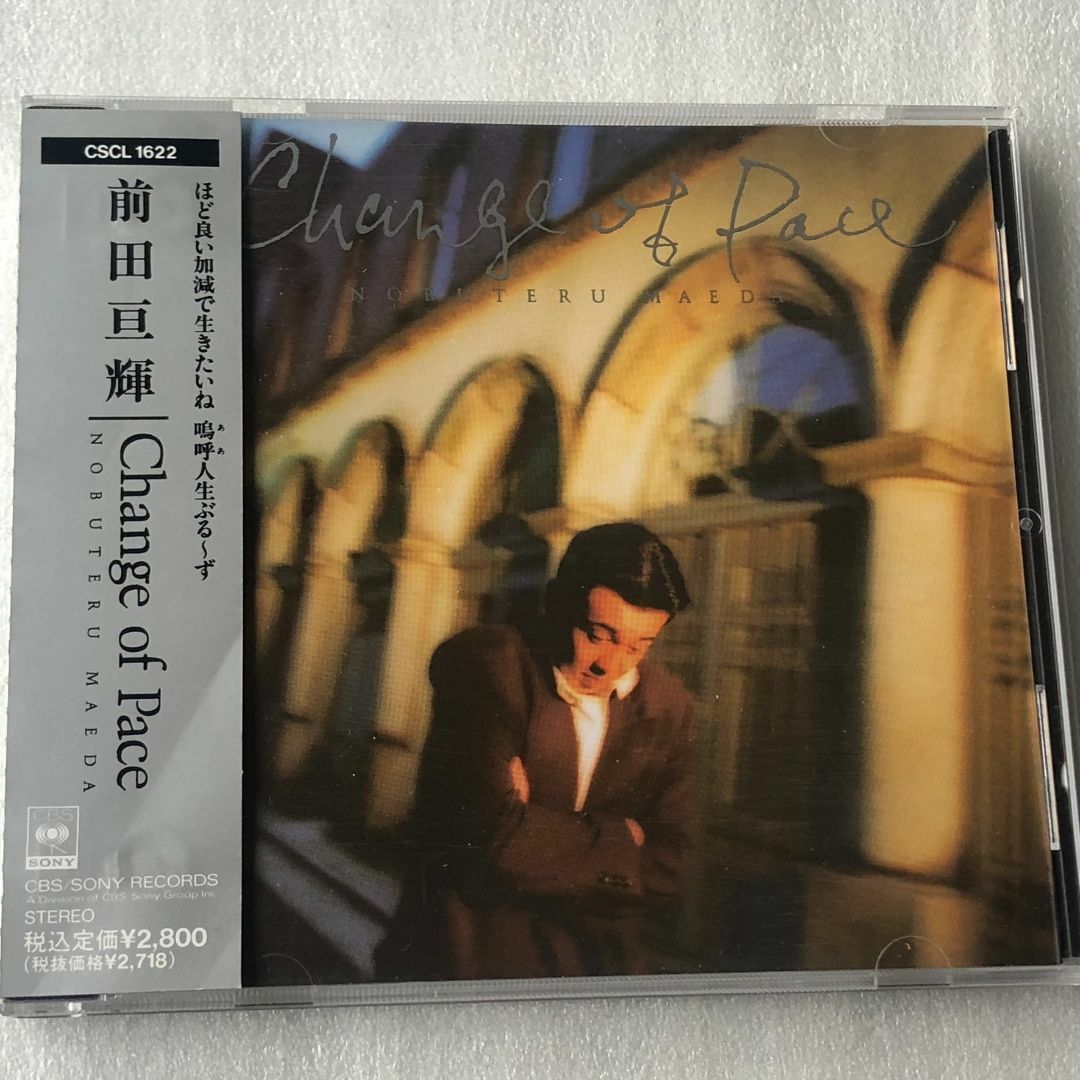 CSCL 1622
ほど良い加減で生きたいね 嗚呼人生ぶる〜ず
ああ
前田亘輝
Change of Pace
NOBUTERU MAEDA
CBS
SONY
CBS/SONY RECORDS
A Division of CBS Sony Group Inc.
STEREO
税込定価¥2,800
(税抜価格¥2,718)
Change of Pace
NOBUTERU MAEDA